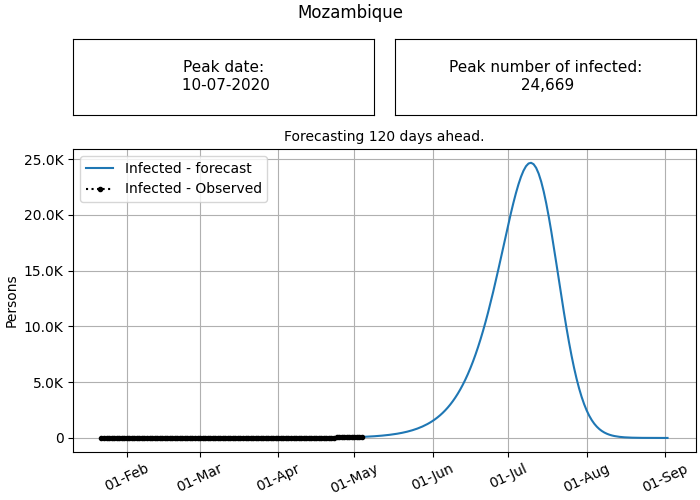 Mozambique
Peak date:
10-07-2020
Peak number of infected:
24,669
Forecasting 120 days ahead.
Infected - forecast
Infected - Observed
25.0K
20.0K
15.0K
10.0K
5.0K
0
Persons
01-Feb
01-Mar
01-Apr
01-May
01-Jun
01-Jul
01-Aug
01-Sep